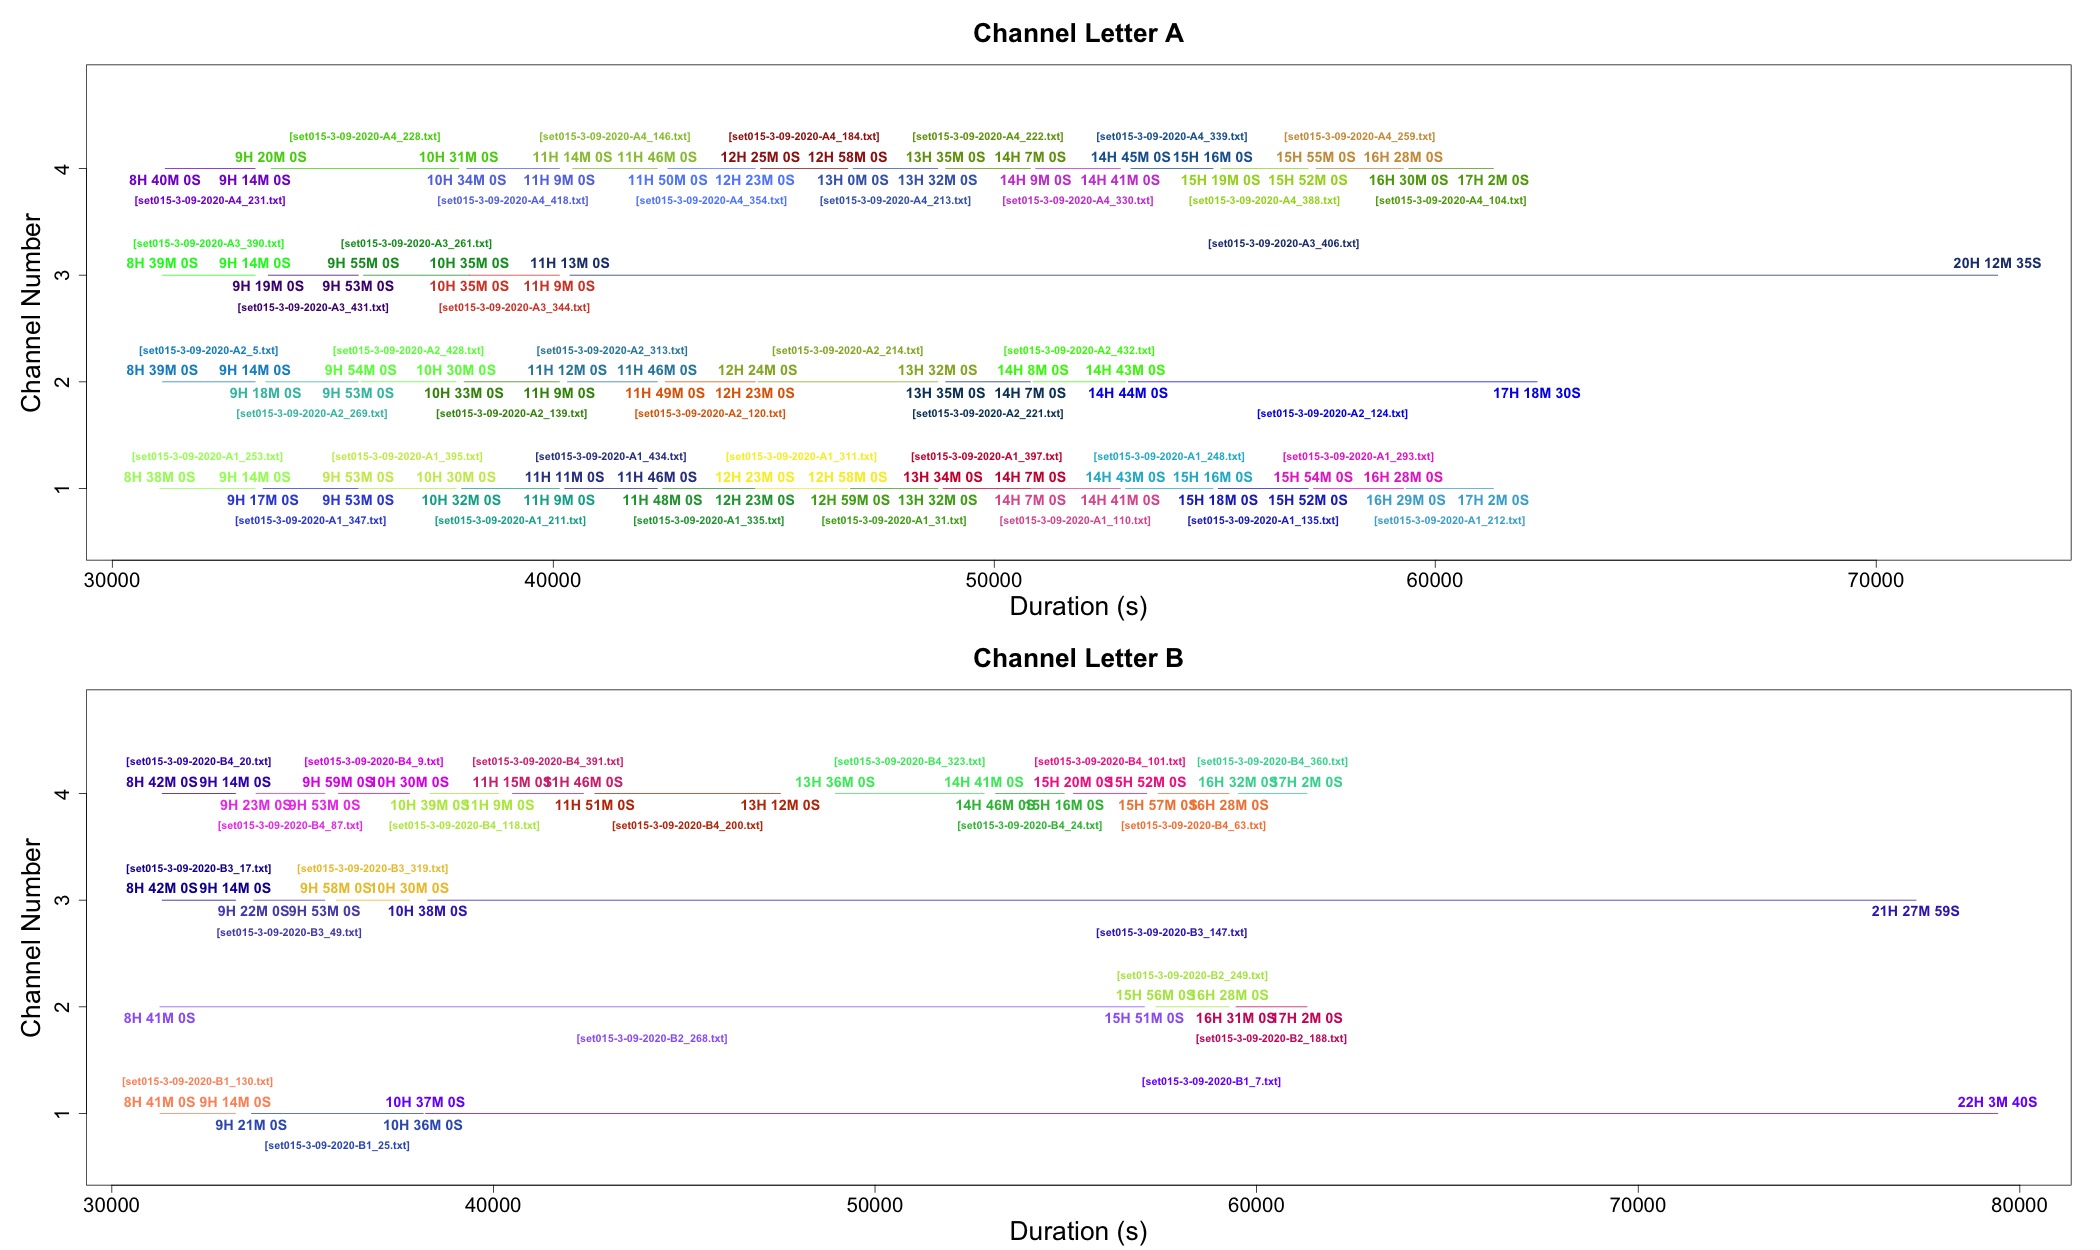 Channel Letter A
[set015-3-09-2020-A4_228.txt] [set015-3-09-2020-A4_146.txt] [set015-3-09-2020-A4_184.txt] [set015-3-09-2020-A4_222.txt] [set015-3-09-2020-A4_339.txt] [set015-3-09-2020-A4_259.txt]
9H 20M 0S 10H 31M 0S 11H 14M 0S 11H 46M 0S 12H 25M 0S 12H 58M 0S 13H 35M 0S 14H 7M 0S 14H 45M 0S 15H 16M 0S 15H 55M 0S 16H 28M 0S
4
8H 40M 0S 9H 14M 0S 10H 34M 0S 11H 9M 0S 11H 50M 0S 12H 23M 0S 13H 0M 0S 13H 32M 0S 14H 9M 0S 14H 41M 0S 15H 19M 0S 15H 52M 0S 16H 30M 0S 17H 2M 0S
[set015-3-09-2020-A4_231.txt] [set015-3-09-2020-A4_418.txt] [set015-3-09-2020-A4_354.txt] [set015-3-09-2020-A4_213.txt] [set015-3-09-2020-A4_330.txt] [set015-3-09-2020-A4_388.txt] [set015-3-09-2020-A4_104.txt]
[set015-3-09-2020-A3_390.txt] [set015-3-09-2020-A3_261.txt] [set015-3-09-2020-A3_406.txt]
8H 39M 0S 9H 14M 0S 9H 55M 0S 10H 35M 0S 11H 13M 0S 20H 12M 35S
3
9H 19M 0S 9H 53M 0S 10H 35M 0S 11H 9M 0S
[set015-3-09-2020-A3_431.txt] [set015-3-09-2020-A3_344.txt]
Channel Number
[set015-3-09-2020-A2_5.txt] [set015-3-09-2020-A2_428.txt] [set015-3-09-2020-A2_313.txt] [set015-3-09-2020-A2_214.txt] [set015-3-09-2020-A2_432.txt]
8H 39M 0S 9H 14M 0S 9H 54M 0S 10H 30M 0S 11H 12M 0S 11H 46M 0S 12H 24M 0S 13H 32M 0S 14H 8M 0S 14H 43M 0S
2
9H 18M 0S 9H 53M 0S 10H 33M 0S 11H 9M 0S 11H 49M 0S 12H 23M 0S 13H 35M 0S 14H 7M 0S 14H 44M 0S 17H 18M 30S
[set015-3-09-2020-A2_269.txt] [set015-3-09-2020-A2_139.txt] [set015-3-09-2020-A2_120.txt] [set015-3-09-2020-A2_221.txt] [set015-3-09-2020-A2_124.txt]
[set015-3-09-2020-A1_253.txt] [set015-3-09-2020-A1_395.txt] [set015-3-09-2020-A1_434.txt] [set015-3-09-2020-A1_311.txt] [set015-3-09-2020-A1_397.txt] [set015-3-09-2020-A1_248.txt] [set015-3-09-2020-A1_293.txt]
8H 38M 0S 9H 14M 0S 9H 53M 0S 10H 30M 0S 11H 11M 0S 11H 46M 0S 12H 23M 0S 12H 58M 0S 13H 34M 0S 14H 7M 0S 14H 43M 0S 15H 16M 0S 15H 54M 0S 16H 28M 0S
1
9H 17M 0S 9H 53M 0S 10H 32M 0S 11H 9M 0S 11H 48M 0S 12H 23M 0S 12H 59M 0S 13H 32M 0S 14H 7M 0S 14H 41M 0S 15H 18M 0S 15H 52M 0S 16H 29M 0S 17H 2M 0S
[set015-3-09-2020-A1_347.txt] [set015-3-09-2020-A1_211.txt] [set015-3-09-2020-A1_335.txt] [set015-3-09-2020-A1_31.txt] [set015-3-09-2020-A1_110.txt] [set015-3-09-2020-A1_135.txt] [set015-3-09-2020-A1_212.txt]
30000 40000 50000 60000 70000
Duration (s)
Channel Letter B
[set015-3-09-2020-B4_20.txt] [set015-3-09-2020-B4_9.txt] [set015-3-09-2020-B4_391.txt] [set015-3-09-2020-B4_323.txt] [set015-3-09-2020-B4_101.txt] [set015-3-09-2020-B4_360.txt]
8H 42M 0S 9H 14M 0S 9H 59M 0S 10H 30M 0S 11H 15M 0S 11H 46M 0S 13H 36M 0S 14H 41M 0S 15H 20M 0S 15H 52M 0S 16H 32M 0S 17H 2M 0S
4
9H 23M 0S 9H 53M 0S 10H 39M 0S 11H 9M 0S 11H 51M 0S 13H 12M 0S 14H 46M 0S 15H 16M 0S 15H 57M 0S 16H 28M 0S
[set015-3-09-2020-B4_87.txt] [set015-3-09-2020-B4_118.txt] [set015-3-09-2020-B4_200.txt] [set015-3-09-2020-B4_24.txt] [set015-3-09-2020-B4_63.txt]
[set015-3-09-2020-B3_17.txt] [set015-3-09-2020-B3_319.txt]
8H 42M 0S 9H 14M 0S 9H 58M 0S 10H 30M 0S
3
9H 22M 0S 9H 53M 0S 10H 38M 0S 21H 27M 59S
[set015-3-09-2020-B3_49.txt] [set015-3-09-2020-B3_147.txt]
Channel Number
[set015-3-09-2020-B2_249.txt]
15H 56M 0S 16H 28M 0S
2
8H 41M 0S 15H 51M 0S 16H 31M 0S 17H 2M 0S
[set015-3-09-2020-B2_268.txt] [set015-3-09-2020-B2_188.txt]
[set015-3-09-2020-B1_130.txt] [set015-3-09-2020-B1_7.txt]
8H 41M 0S 9H 14M 0S 10H 37M 0S 22H 3M 40S
1
9H 21M 0S 10H 36M 0S
[set015-3-09-2020-B1_25.txt]
30000 40000 50000 60000 70000 80000
Duration (s)